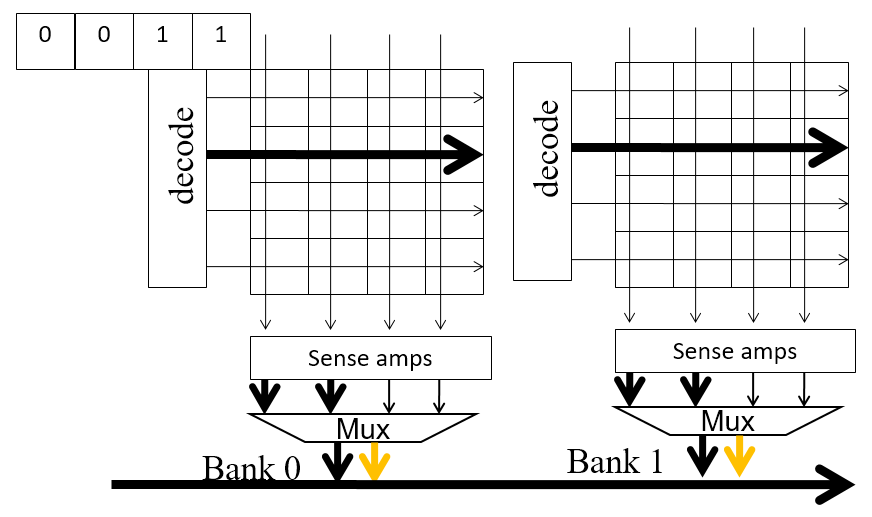 0 0 1 1
decode
decode
Sense amps
Sense amps
Mux
Mux
Bank 0
Bank 1